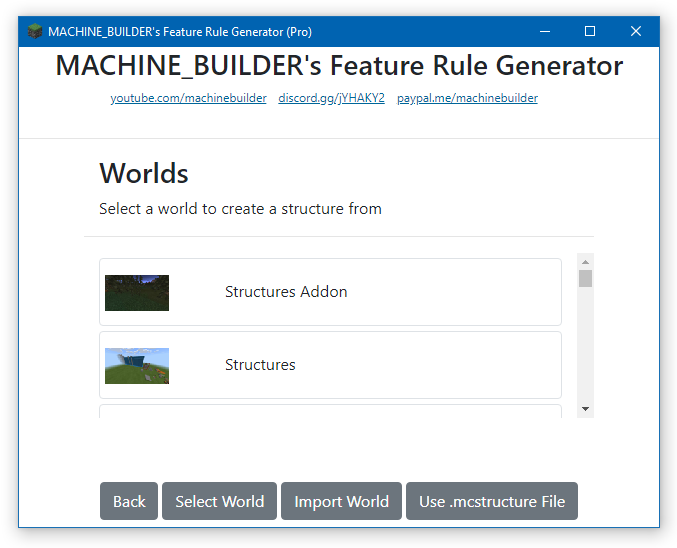 MACHINE_BUILDER's Feature Rule Generator (Pro)
MACHINE_BUILDER's Feature Rule Generator
youtube.com/machinebuilder discord.gg/jYHAKY2 paypal.me/machinebuilder
Worlds
Select a world to create a structure from
Structures Addon
Structures
Back Select World Import World Use .mcstructure File